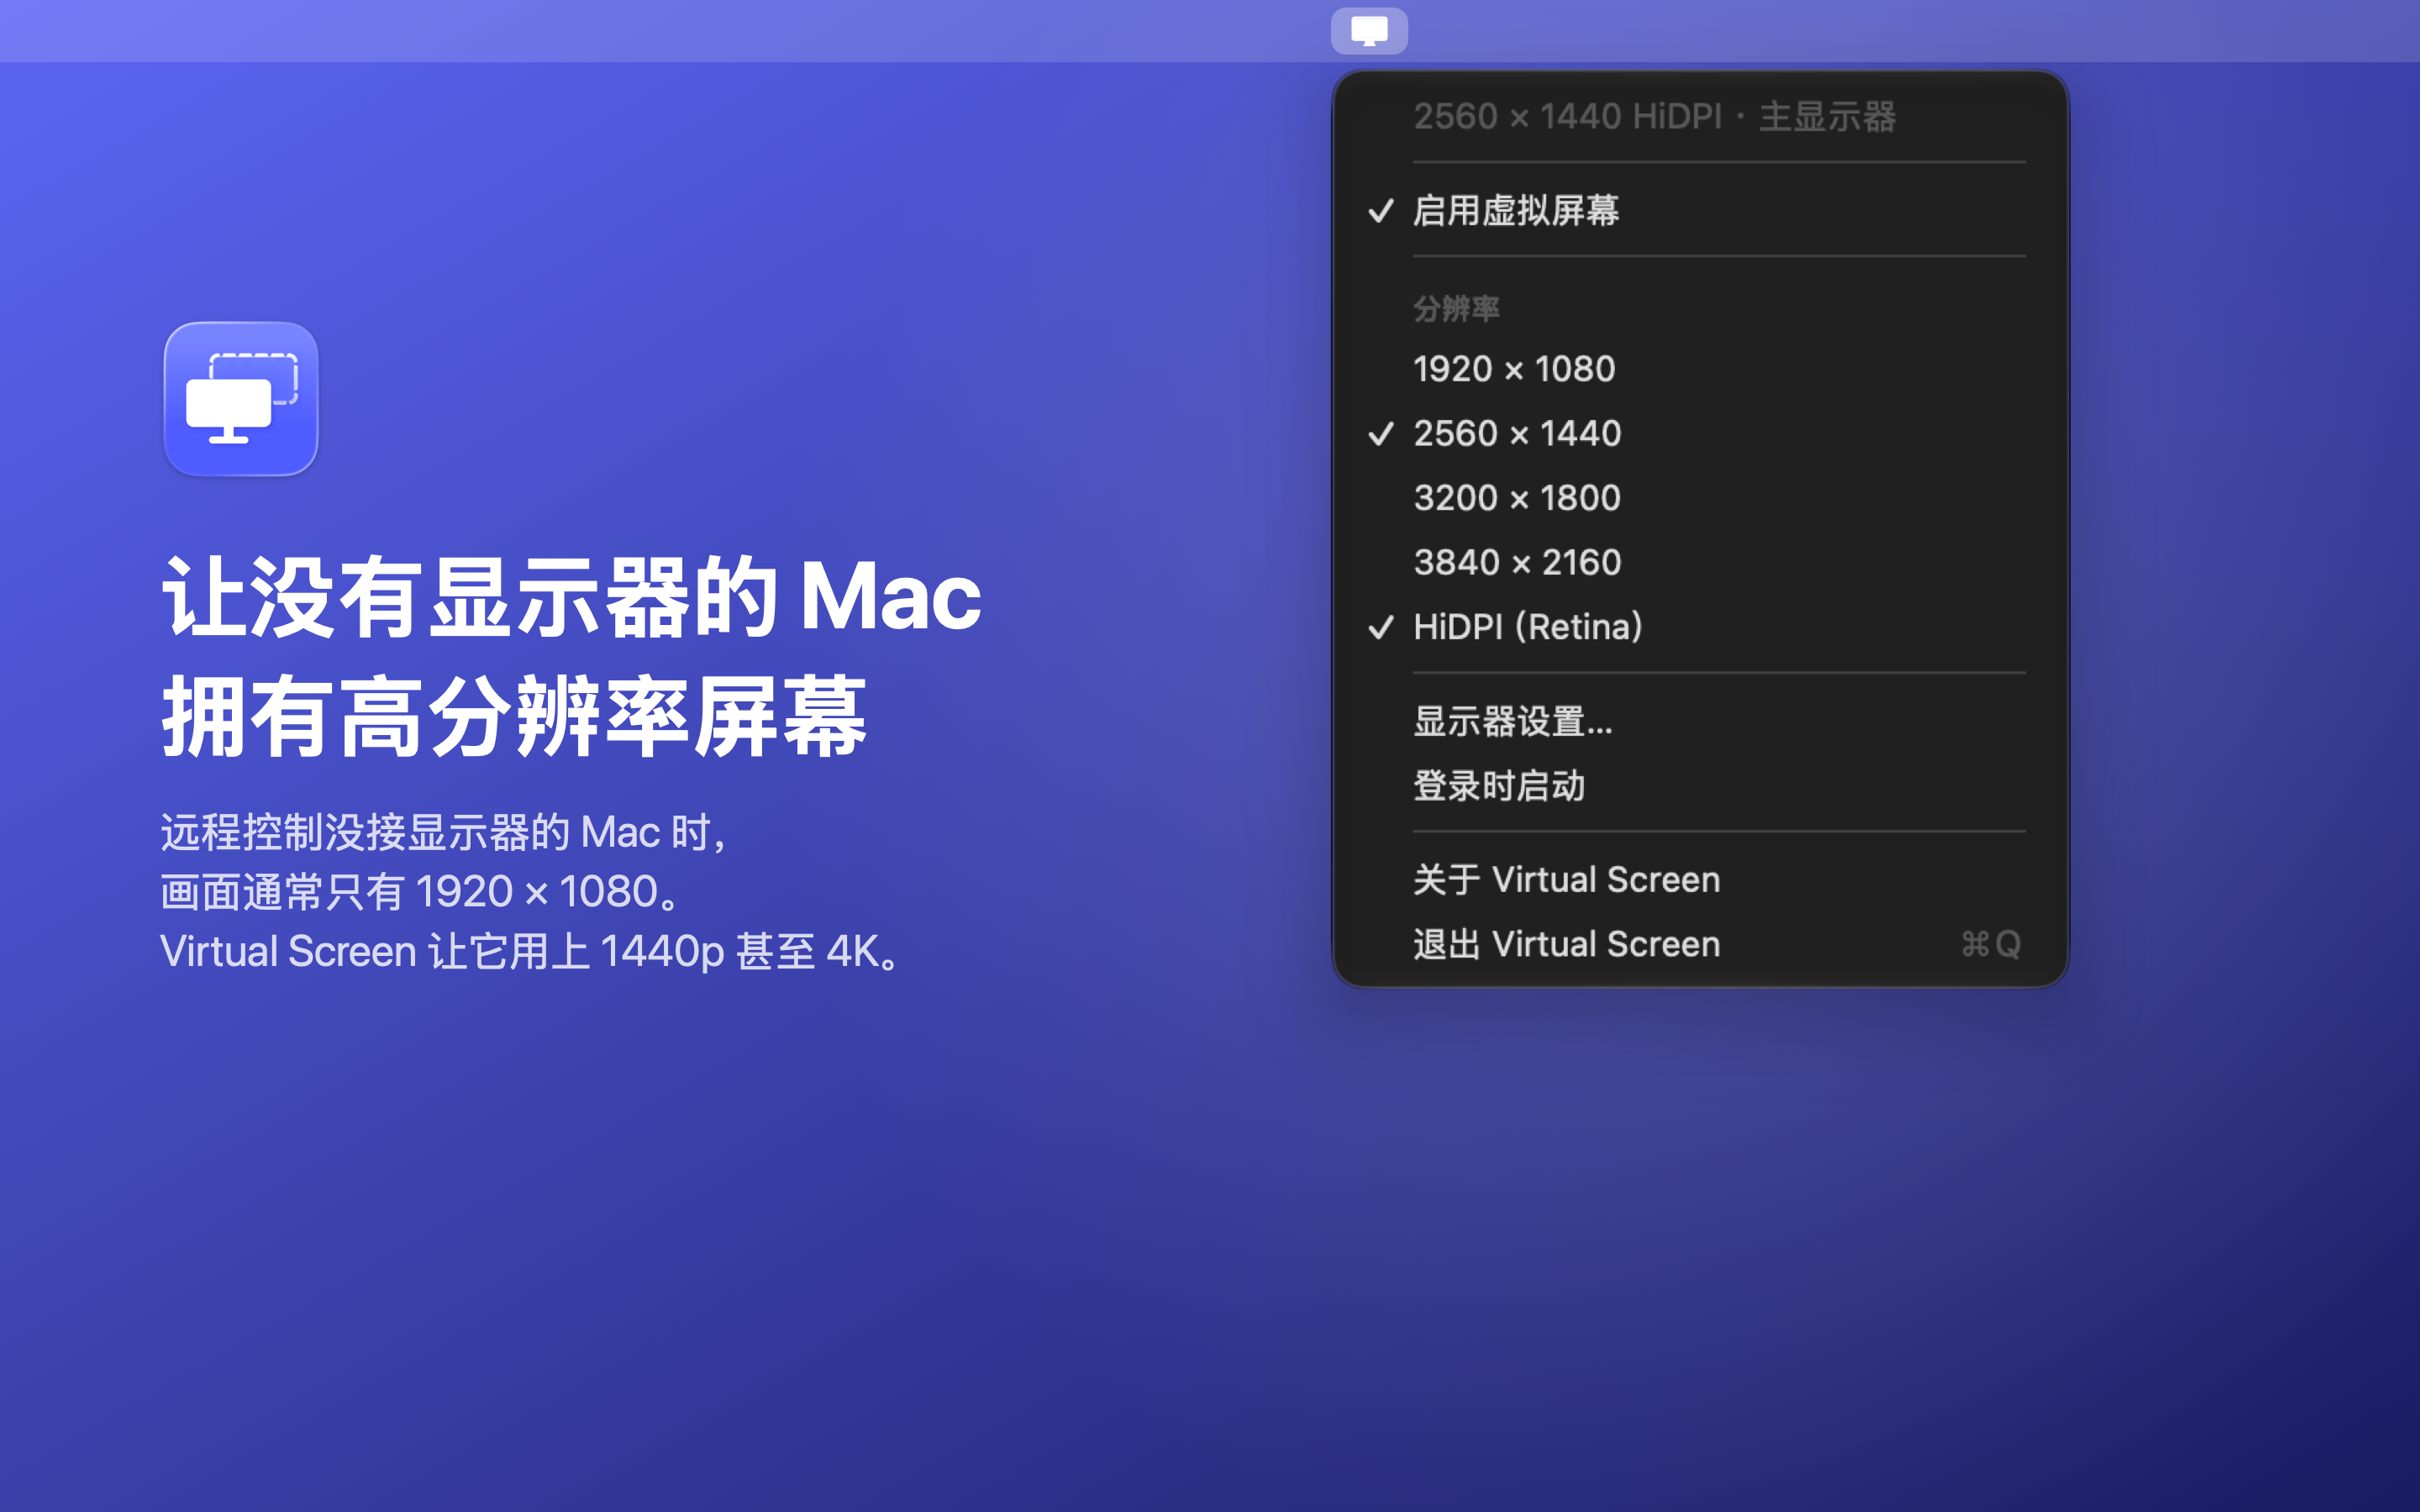 让没有显示器的 Mac
拥有高分辨率屏幕
远程控制没接显示器的 Mac 时，
画面通常只有 1920 × 1080。
Virtual Screen 让它用上 1440p 甚至 4K。
2560 × 1440 HiDPI · 主显示器
✓ 启用虚拟屏幕
分辨率
1920 × 1080
✓ 2560 × 1440
3200 × 1800
3840 × 2160
✓ HiDPI (Retina)
显示器设置...
登录时启动
关于 Virtual Screen
退出 Virtual Screen ⌘Q